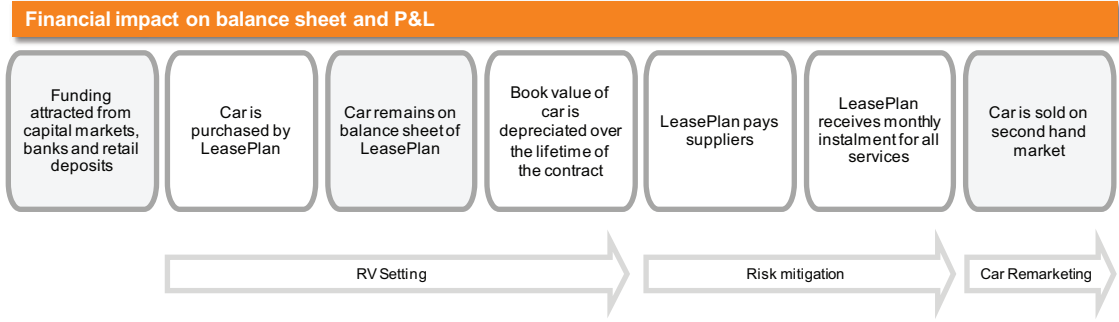 Financial impact on balance sheet and P&L
Funding
attracted from
capital markets,
banks and retail
deposits
Car is
purchased by
LeasePlan
Car remains on
balance sheet of
LeasePlan
Book value of
car is
depreciated over
the lifetime of
the contract
LeasePlan pays
suppliers
LeasePlan
receives monthly
instalment for all
services
Car is sold on
second hand
market
RV Setting
Risk mitigation
Car Remarketing